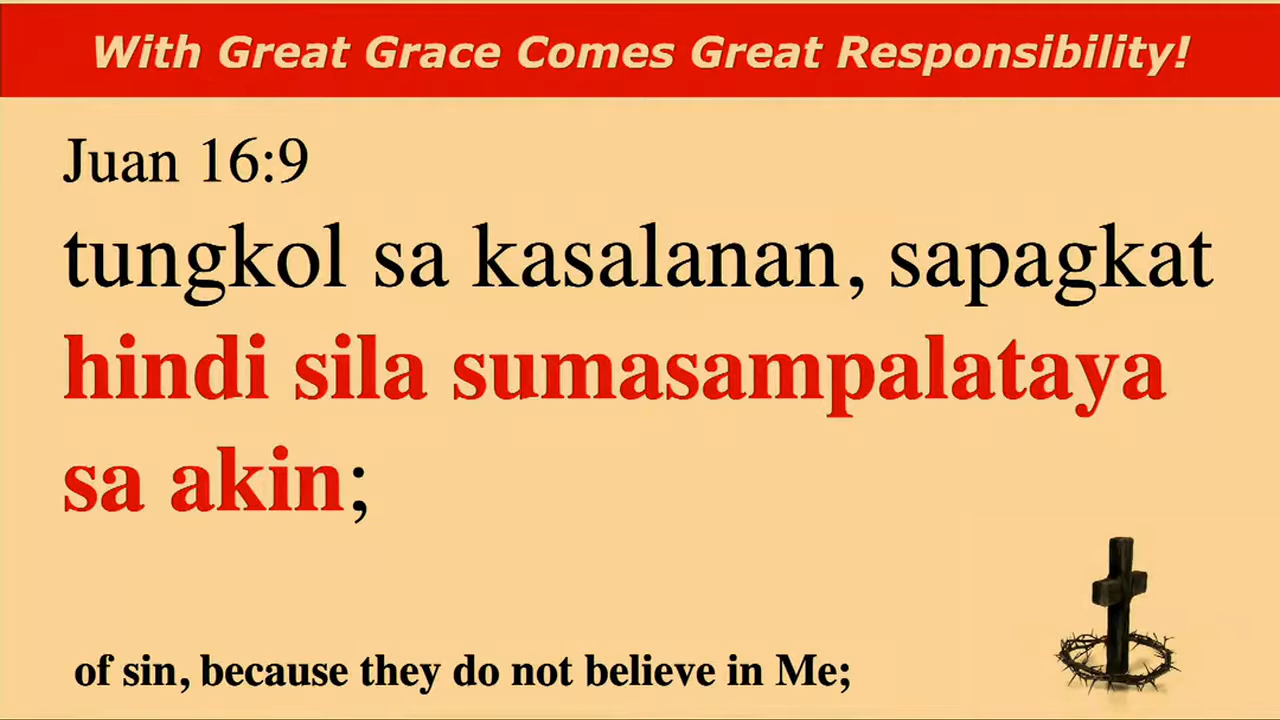 With Great Grace Comes Great Responsibility!
Juan 16:9
tungkol sa kasalanan, sapagkat
hindi sila sumasampalataya
sa akin;
of sin, because they do not believe in Me;